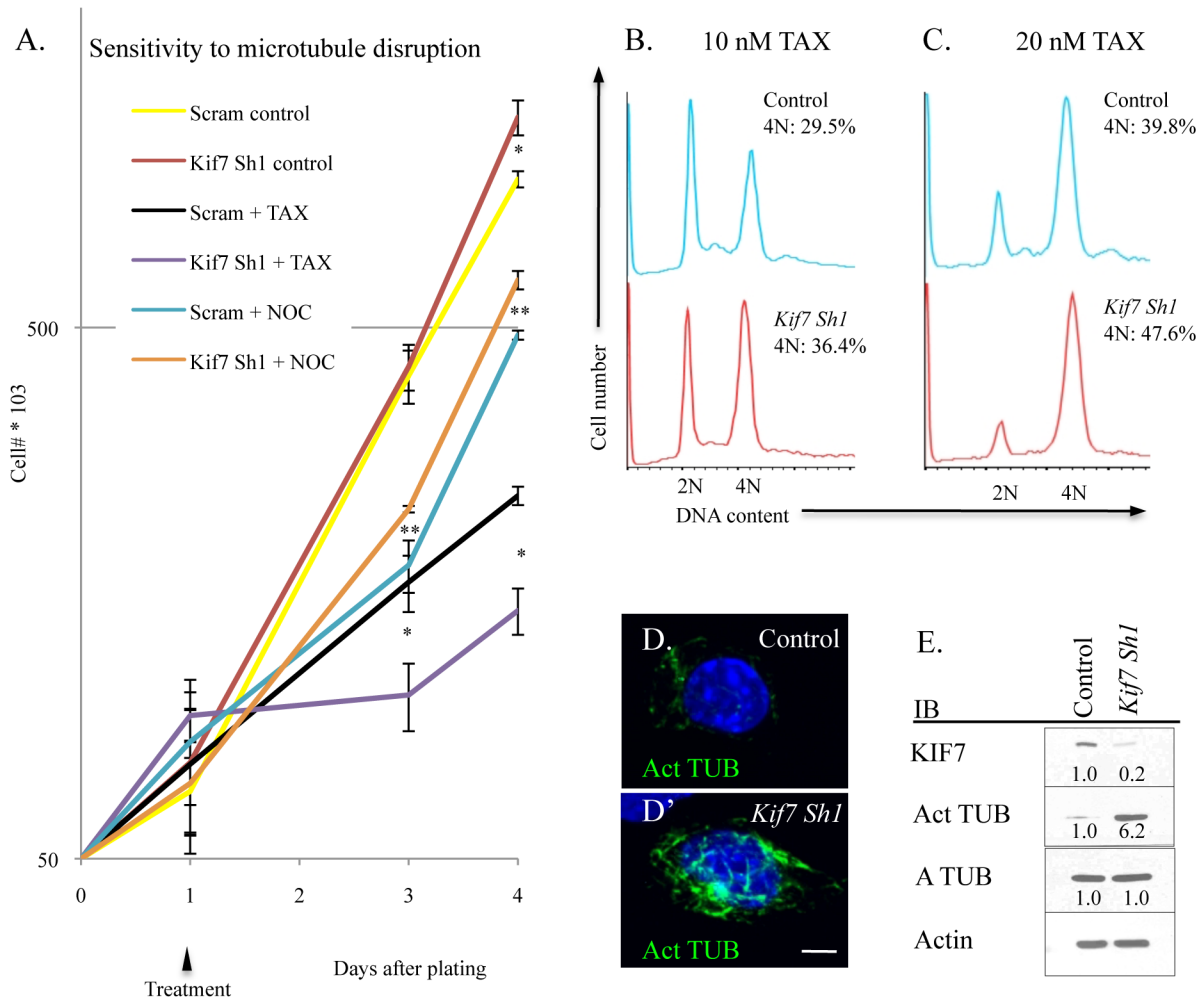 A.
Sensitivity to microtubule disruption
Scram control
Kif7 Sh1 control
Scram + TAX
Kif7 Sh1 + TAX
Scram + NOC
Kif7 Sh1 + NOC
Cell# * 103
500
50
*
**
**
*
*
0
1
2
3
4
Treatment
Days after plating
B.
10 nM TAX
Control
4N: 29.5%
Kif7 Sh1
4N: 36.4%
C.
20 nM TAX
Control
4N: 39.8%
Kif7 Sh1
4N: 47.6%
Cell number
2N
4N
2N
4N
DNA content
D.
Control
Act TUB
D’
Kif7 Sh1
Act TUB
E.
IB
Control
Kif7 Sh1
KIF7
1.0
0.2
Act TUB
1.0
6.2
A TUB
1.0
1.0
Actin